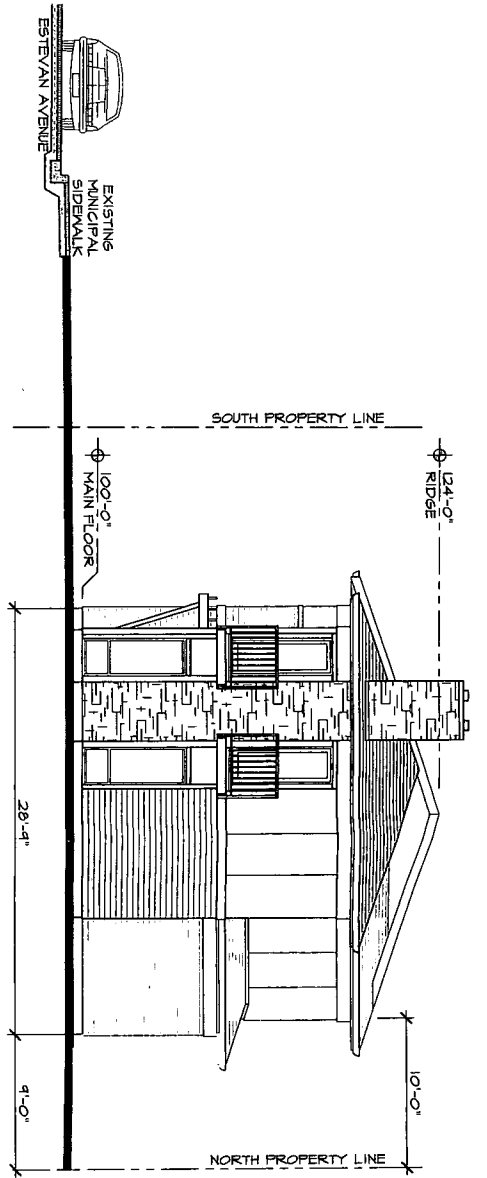 ESTEVAN AVENUE
EXISTING
MUNICIPAL
SIDEWALK
SOUTH PROPERTY LINE
124'-0"
RIDGE
100'-0"
MAIN FLOOR
28'-9"
10'-0"
9'-0"
NORTH PROPERTY LINE